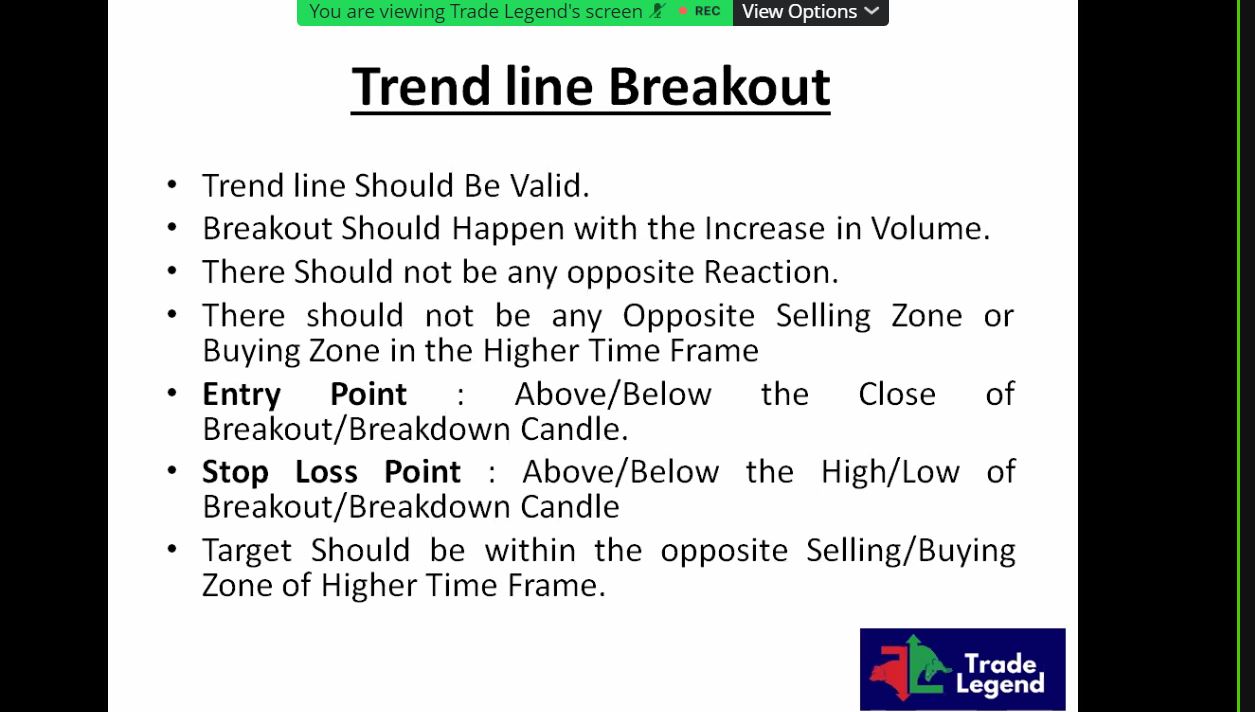 You are viewing Trade Legend's screen REC View Options
Trend line Breakout
• Trend line Should Be Valid.
• Breakout Should Happen with the Increase in Volume.
• There Should not be any opposite Reaction.
• There should not be any Opposite Selling Zone or
Buying Zone in the Higher Time Frame
• Entry Point : Above/Below the Close of
Breakout/Breakdown Candle.
• Stop Loss Point : Above/Below the High/Low of
Breakout/Breakdown Candle
• Target Should be within the opposite Selling/Buying
Zone of Higher Time Frame.
Trade
Legend